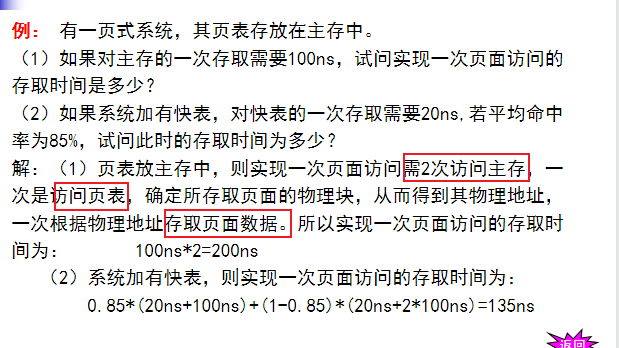 例： 有一页式系统，其页表存放在主存中。
（1）如果对主存的一次存取需要100ns，试问实现一次页面访问的
存取时间是多少？
（2）如果系统加有快表，对快表的一次存取需要20ns,若平均命中
率为85%，试问此时的存取时间为多少？
解：（1）页表放主存中，则实现一次页面访问需2次访问主存，一
次是访问页表，确定所存取页面的物理块，从而得到其物理地址，
一次根据物理地址存取页面数据。所以实现一次页面访问的存取时
间为： 100ns*2=200ns
（2）系统加有快表，则实现一次页面访问的存取时间为：
0.85*(20ns+100ns)+(1-0.85)*(20ns+2*100ns)=135ns
返回